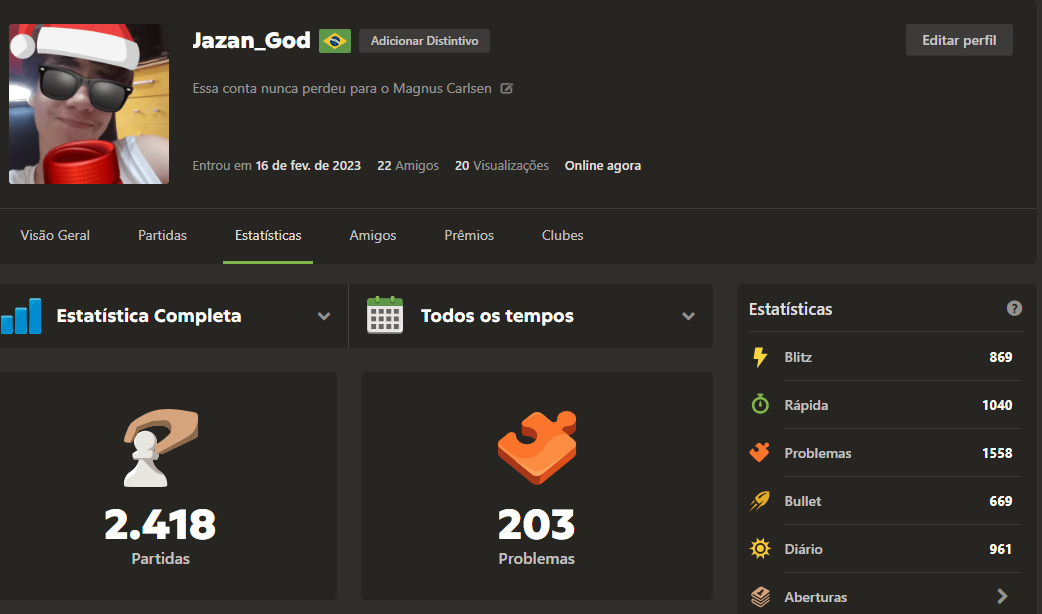 Jazan_God Adicionar Distintivo Editar perfil
Essa conta nunca perdeu para o Magnus Carlsen
Entrou em 16 de fev. de 2023 22 Amigos 20 Visualizações Online agora
Visão Geral Partidas Estatísticas Amigos Prêmios Clubes
Estatística Completa Todos os tempos
2.418
Partidas
203
Problemas
Estatísticas ?
Blitz 869
Rápida 1040
Problemas 1558
Bullet 669
Diário 961
Aberturas